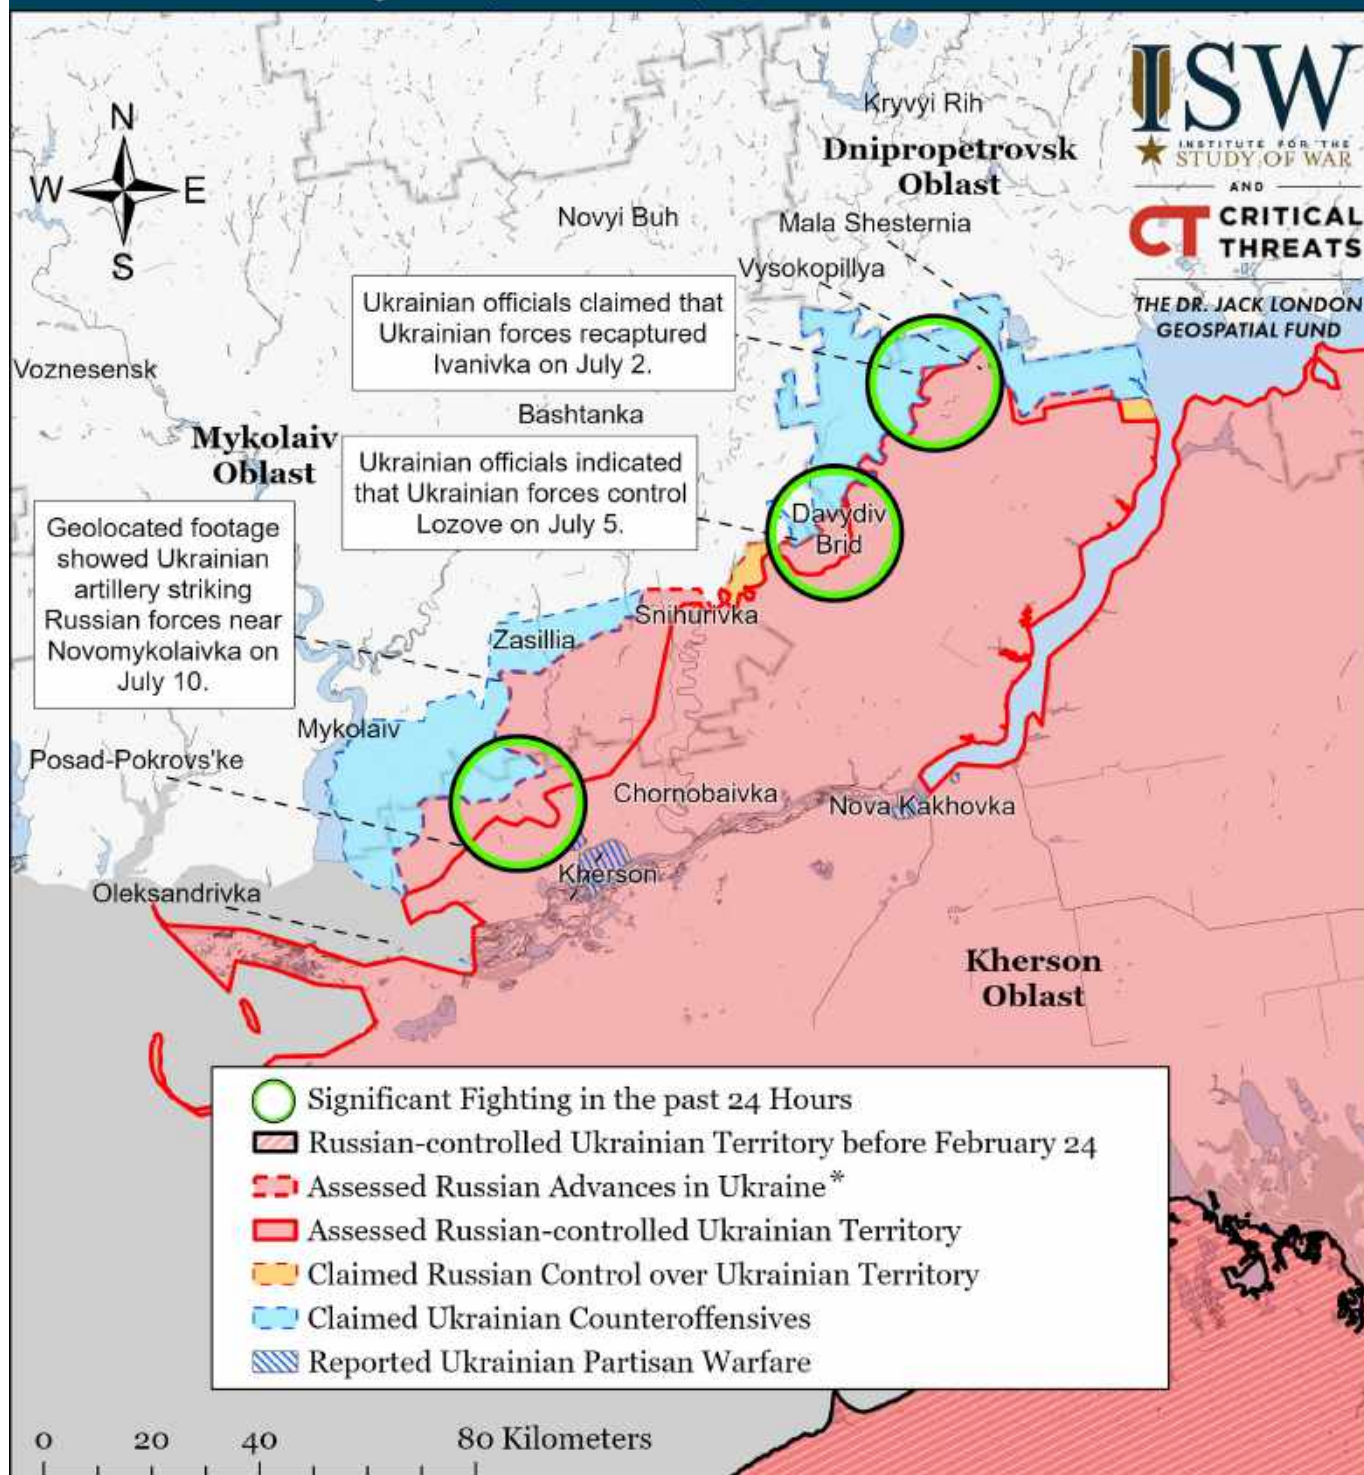 N
W
E
S
ISW
INSTITUTE FOR THE
STUDY OF WAR
AND
CT CRITICAL
THREATS
THE DR. JACK LONDON
GEOSPATIAL FUND
Kryvyi Rih
Dnipropetrovsk
Oblast
Novyi Buh
Mala Shesternia
Vysokopillya
Ukrainian officials claimed that
Ukrainian forces recaptured
Ivanivka on July 2.
Voznesensk
Bashtanka
Mykolaiv
Oblast
Ukrainian officials indicated
that Ukrainian forces control
Lozove on July 5.
Davydiv
Brid
Geolocated footage
showed Ukrainian
artillery striking
Russian forces near
Novomykolaivka on
July 10.
Snihurivka
Zasillia
Mykolaiv
Posad-Pokrovs'ke
Chornobaivka
Nova Kakhovka
Kherson
Oleksandrivka
Kherson
Oblast
Significant Fighting in the past 24 Hours
Russian-controlled Ukrainian Territory before February 24
Assessed Russian Advances in Ukraine*
Assessed Russian-controlled Ukrainian Territory
Claimed Russian Control over Ukrainian Territory
Claimed Ukrainian Counteroffensives
Reported Ukrainian Partisan Warfare
0 20 40 80 Kilometers